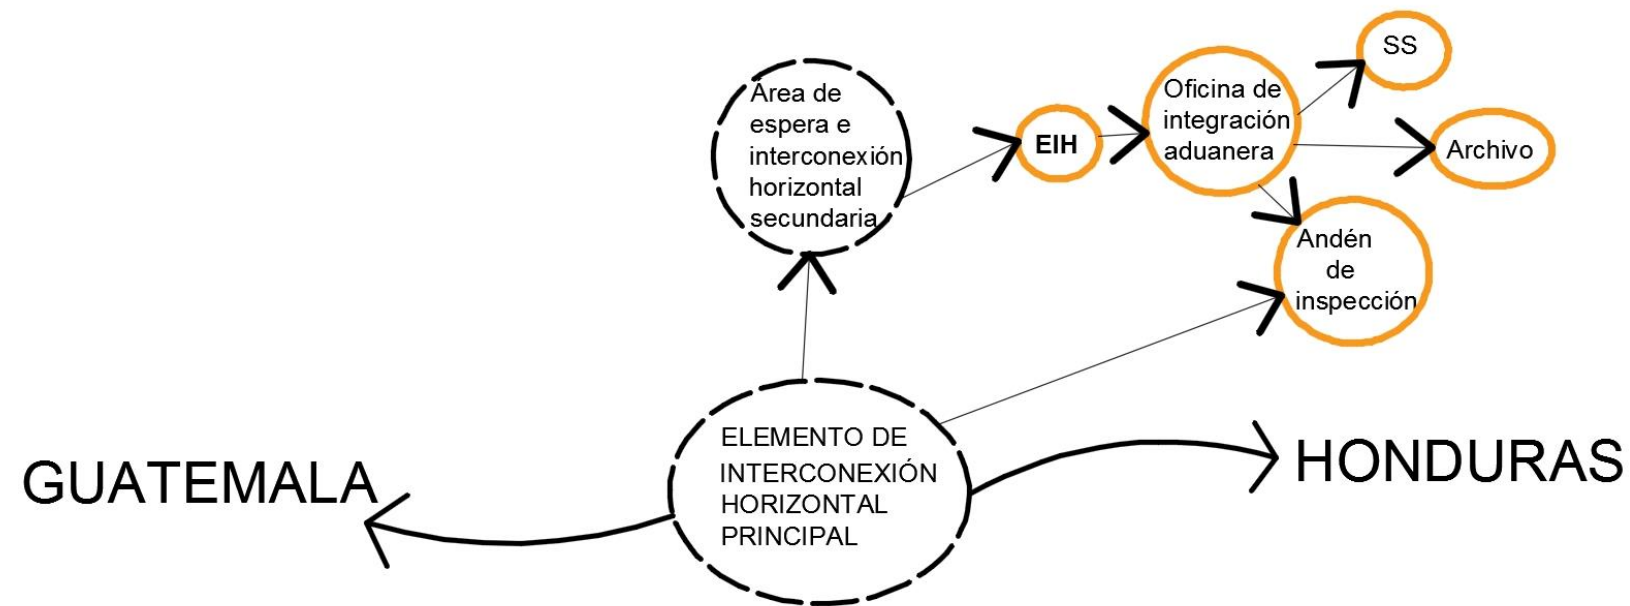 SS
Oficina de
integración
aduanera
Archivo
Área de
espera e
interconexión
horizontal
secundaria
EIH
Andén
de
inspección
ELEMENTO DE
INTERCONEXIÓN
HORIZONTAL
PRINCIPAL
GUATEMALA
HONDURAS